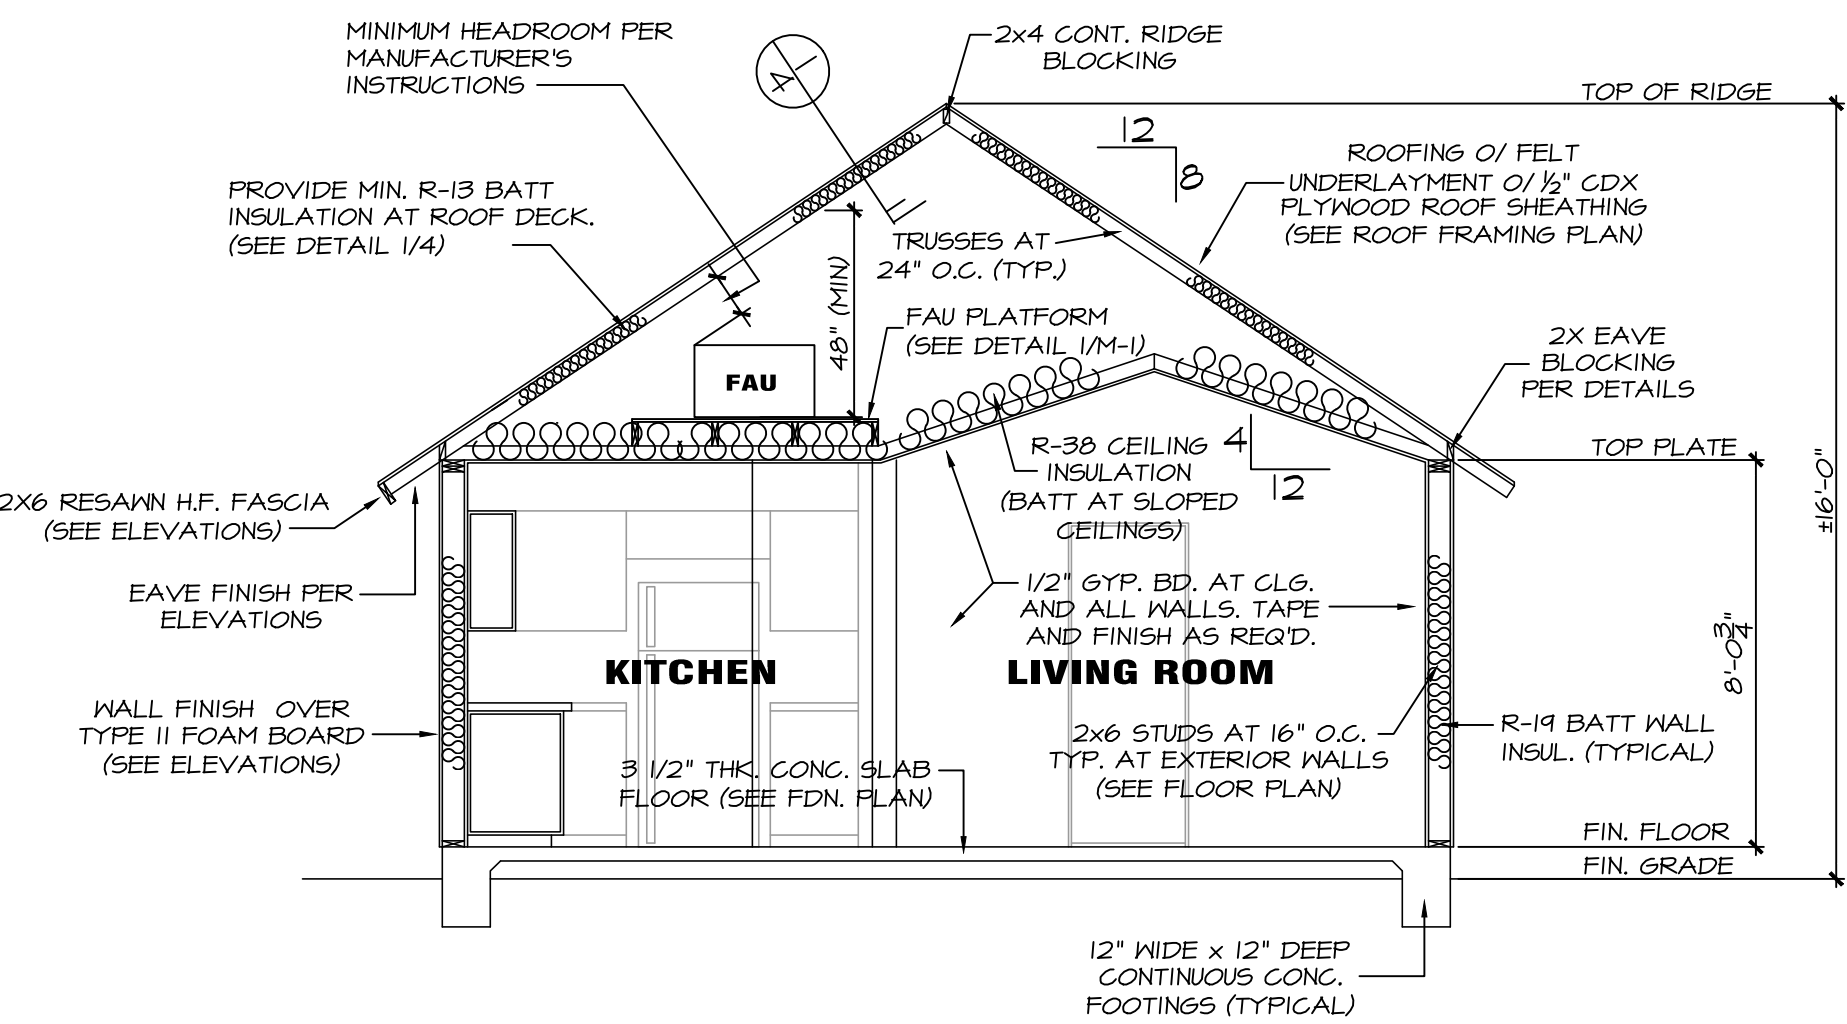 MINIMUM HEADROOM PER
MANUFACTURER'S
INSTRUCTIONS
1
4
2x4 CONT. RIDGE
BLOCKING
TOP OF RIDGE
12
8
ROOFING O/ FELT
UNDERLAYMENT O/ ½" CDX
PLYWOOD ROOF SHEATHING
(SEE ROOF FRAMING PLAN)
PROVIDE MIN. R-13 BATT
INSULATION AT ROOF DECK.
(SEE DETAIL 1/4)
TRUSSES AT
24" O.C. (TYP.)
48" (MIN)
FAU PLATFORM
(SEE DETAIL 1/M-1)
FAU
2X EAVE
BLOCKING
PER DETAILS
R-38 CEILING
INSULATION
(BATT AT SLOPED
CEILINGS)
4
12
TOP PLATE
±16'-0"
2X6 RESAWN H.F. FASCIA
(SEE ELEVATIONS)
EAVE FINISH PER
ELEVATIONS
1/2" GYP. BD. AT CLG.
AND ALL WALLS. TAPE
AND FINISH AS REQ'D.
8'-0¾"
KITCHEN
LIVING ROOM
WALL FINISH OVER
TYPE II FOAM BOARD
(SEE ELEVATIONS)
3 1/2" THK. CONC. SLAB
FLOOR (SEE FDN. PLAN)
2x6 STUDS AT 16" O.C.
TYP. AT EXTERIOR WALLS
(SEE FLOOR PLAN)
R-19 BATT WALL
INSUL. (TYPICAL)
FIN. FLOOR
FIN. GRADE
12" WIDE x 12" DEEP
CONTINUOUS CONC.
FOOTINGS (TYPICAL)